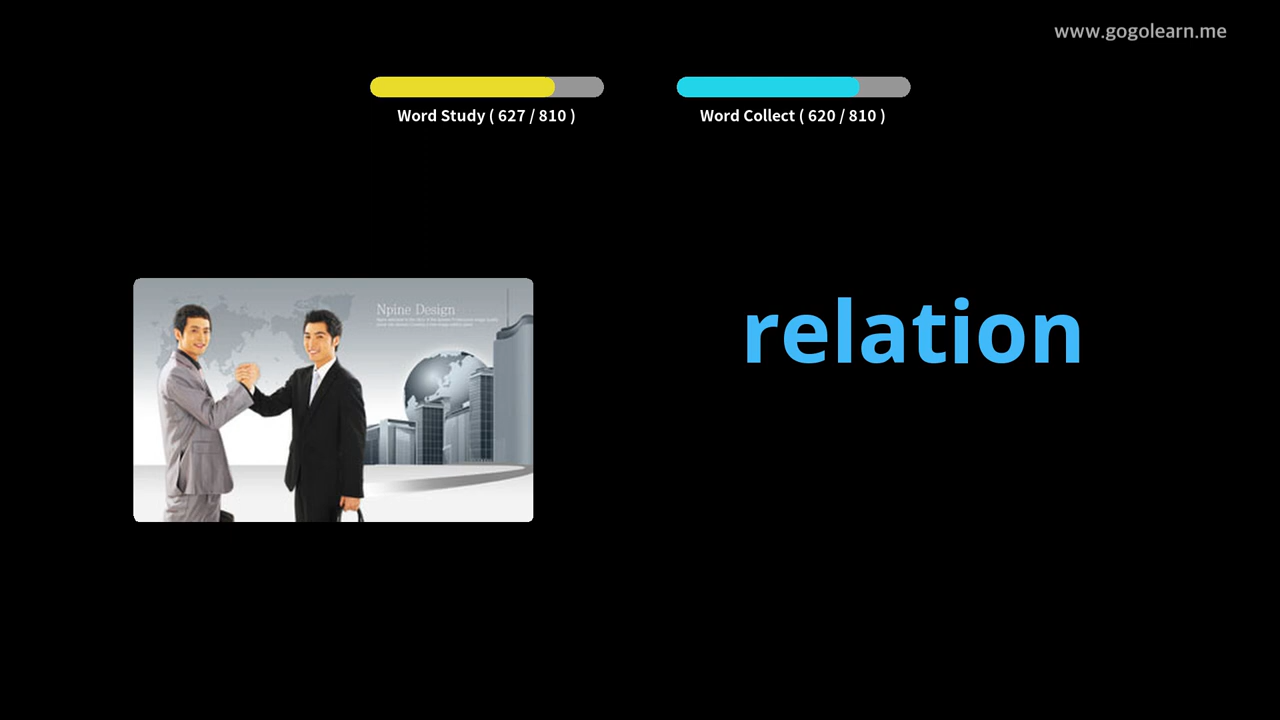 www.gogolearn.me
Word Study ( 627 / 810 )
Word Collect ( 620 / 810 )
Npine Design
relation